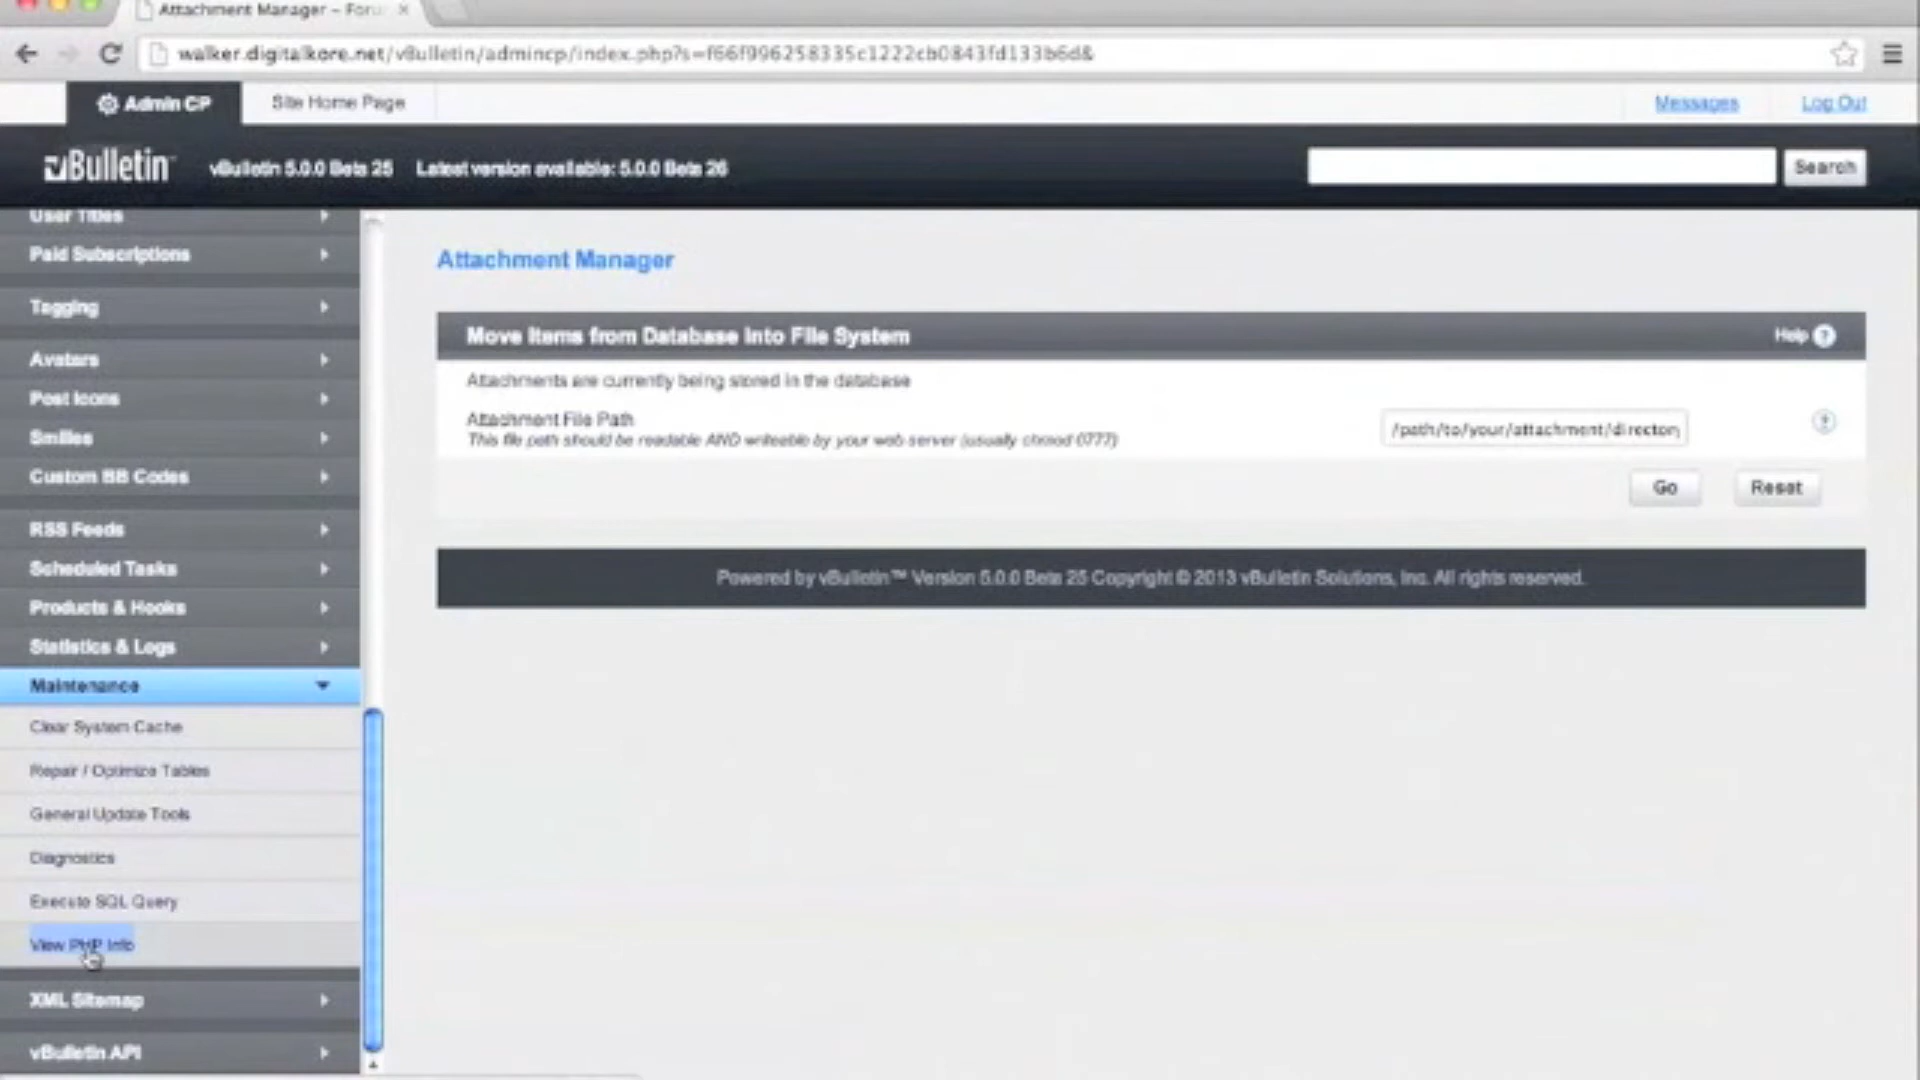 Attachment Manager – Foru
walker.digitalkore.net/vBulletin/admincp/index.php?s=f66f996258335c1222cb0843fd133b6d&
Admin CP
Site Home Page
Messages
Log Out
vBulletin
vBulletin 5.0.0 Beta 25
Latest version available: 5.0.0 Beta 26
Search
User Titles
Paid Subscriptions
Tagging
Avatars
Post Icons
Smilies
Custom BB Codes
RSS Feeds
Scheduled Tasks
Products & Hooks
Statistics & Logs
Maintenance
Clear System Cache
Repair / Optimize Tables
General Update Tools
Diagnostics
Execute SQL Query
View PHP Info
XML Sitemap
vBulletin API
Attachment Manager
Move Items from Database Into File System
Help
Attachments are currently being stored in the database
Attachment File Path
This file path should be readable AND writeable by your web server (usually chmod 0777)
/path/to/your/attachment/director
Go
Reset
Powered by vBulletin™ Version 5.0.0 Beta 25 Copyright © 2013 vBulletin Solutions, Inc. All rights reserved.